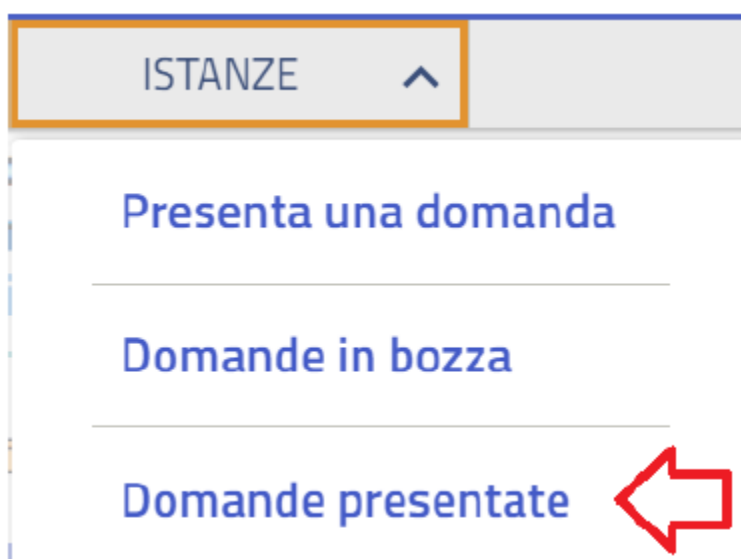 ISTANZE
Presenta una domanda
Domande in bozza
Domande presentate